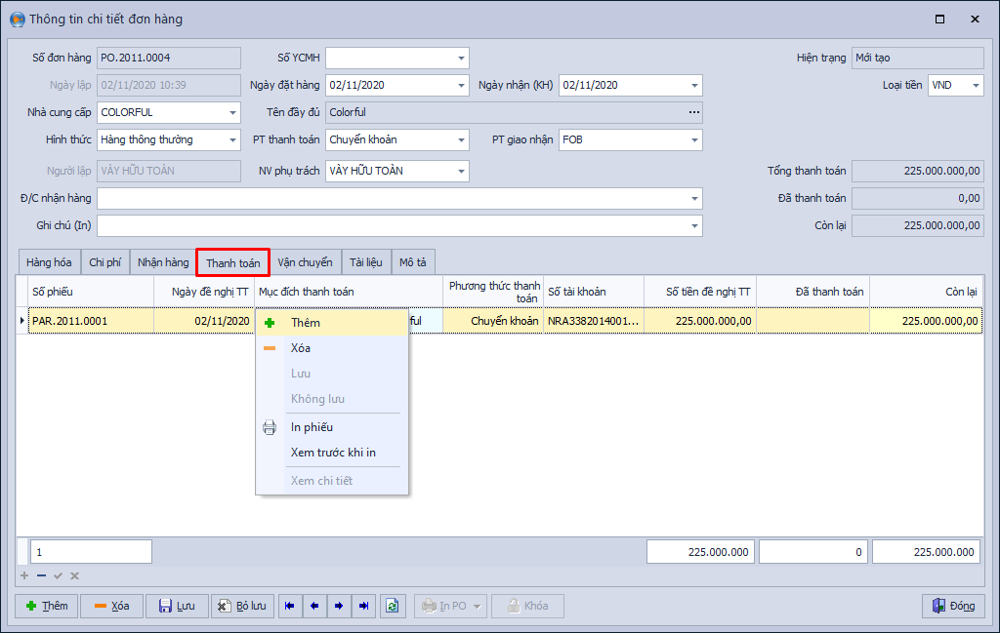 Thông tin chi tiết đơn hàng
Số đơn hàng PO.2011.0004 Số YCMH Hiện trạng Mới tạo
Ngày lập 02/11/2020 10:39 Ngày đặt hàng 02/11/2020 Ngày nhận (KH) 02/11/2020 Loại tiền VND
Nhà cung cấp COLORFUL Tên đầy đủ Colorful ...
Hình thức Hàng thông thường PT thanh toán Chuyển khoản PT giao nhận FOB
Người lập VÀY HỮU TOÀN NV phụ trách VÀY HỮU TOÀN Tổng thanh toán 225.000.000,00
Đ/C nhận hàng Đã thanh toán 0,00
Ghi chú (In) Còn lại 225.000.000,00
Hàng hóa Chi phí Nhận hàng Thanh toán Vận chuyển Tài liệu Mô tả
Số phiếu Ngày đề nghị TT Mục đích thanh toán Phương thức thanh toán Số tài khoản Số tiền đề nghị TT Đã thanh toán Còn lại
PAR.2011.0001 02/11/2020 ful Chuyển khoản NRA3382014001... 225.000.000,00 225.000.000,00
Thêm
Xóa
Lưu
Không lưu
In phiếu
Xem trước khi in
Xem chi tiết
1 225.000.000 0 225.000.000
Thêm Xóa Lưu Bỏ lưu In PO Khóa Đóng